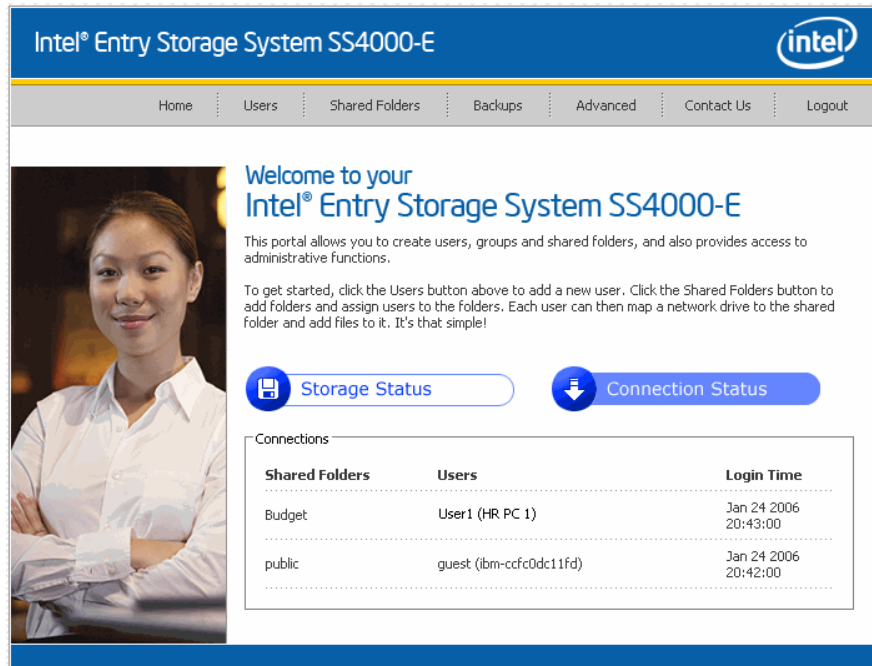 Intel® Entry Storage System SS4000-E
intel
Home Users Shared Folders Backups Advanced Contact Us Logout
Welcome to your
Intel® Entry Storage System SS4000-E
This portal allows you to create users, groups and shared folders, and also provides access to
administrative functions.
To get started, click the Users button above to add a new user. Click the Shared Folders button to
add folders and assign users to the folders. Each user can then map a network drive to the shared
folder and add files to it. It's that simple!
Storage Status Connection Status
Connections
Shared Folders Users Login Time
Budget User1 (HR PC 1) Jan 24 2006
20:43:00
public guest (ibm-ccfc0dc11fd) Jan 24 2006
20:42:00